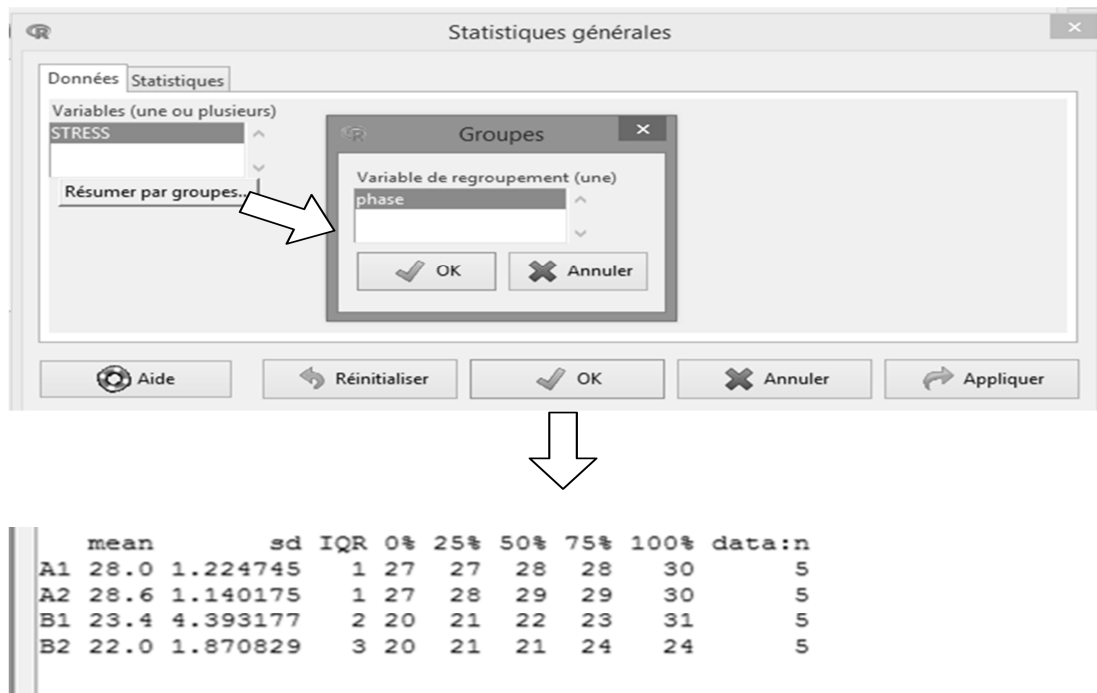 Statistiques générales
Données Statistiques
Variables (une ou plusieurs)
STRESS
Résumer par groupes...
Groupes
Variable de regroupement (une)
phase
OK Annuler
Aide Réinitialiser OK Annuler Appliquer
mean sd IQR 0% 25% 50% 75% 100% data:n
A1 28.0 1.224745 1 27 27 28 28 30 5
A2 28.6 1.140175 1 27 28 29 29 30 5
B1 23.4 4.393177 2 20 21 22 23 31 5
B2 22.0 1.870829 3 20 21 21 24 24 5